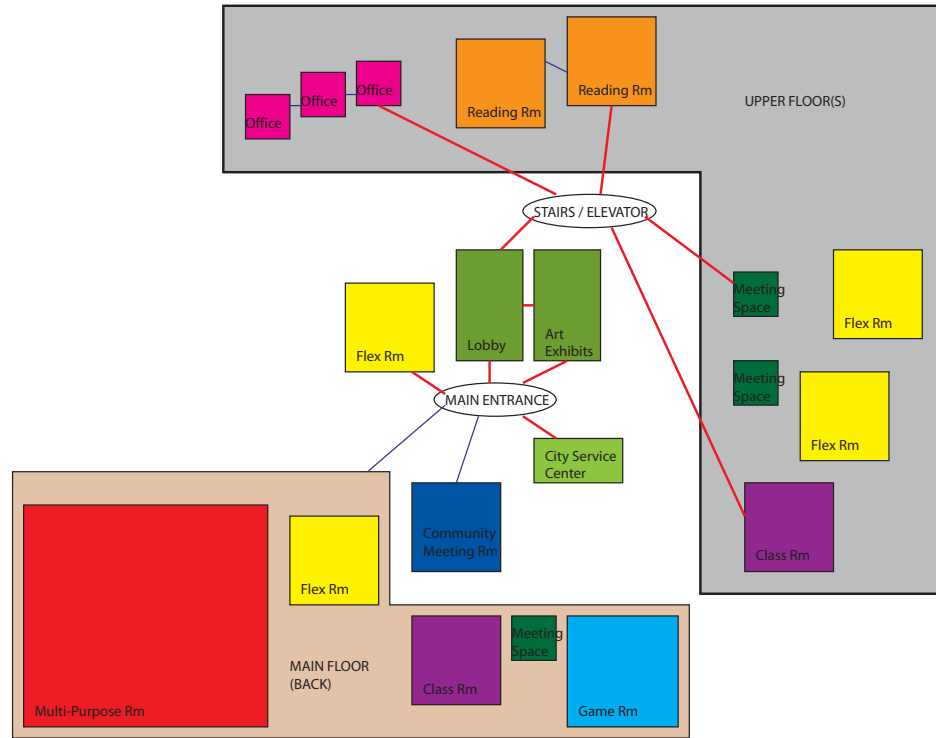 Office
Office
Office
Reading Rm
Reading Rm
UPPER FLOOR(S)
STAIRS / ELEVATOR
Meeting
Space
Flex Rm
Lobby
Art
Exhibits
Flex Rm
Meeting
Space
Flex Rm
MAIN ENTRANCE
City Service
Center
Community
Meeting Rm
Class Rm
Flex Rm
Meeting
Space
MAIN FLOOR
(BACK)
Multi-Purpose Rm
Class Rm
Game Rm